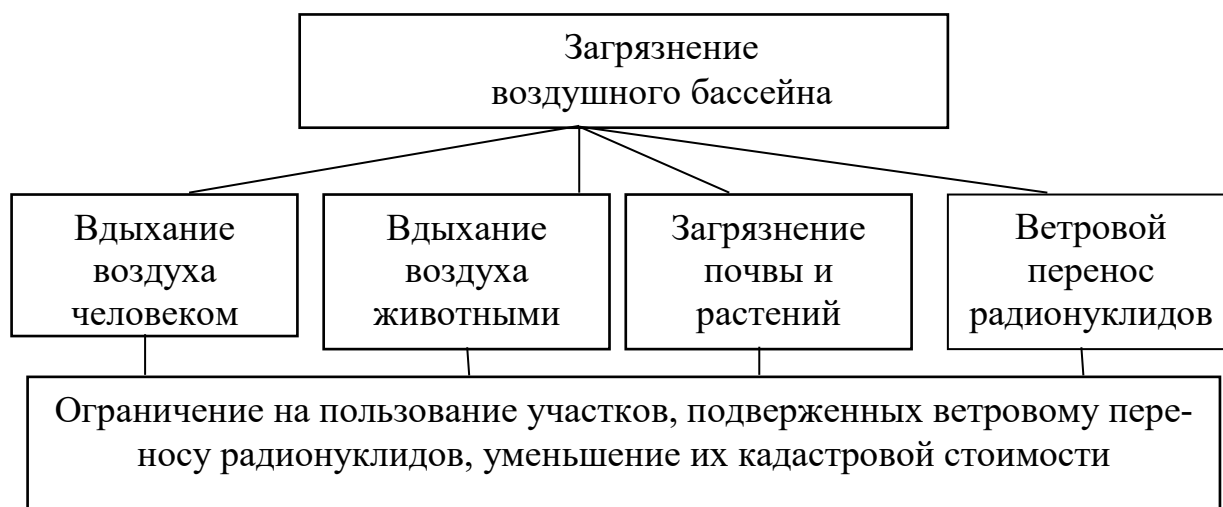 Загрязнение
воздушного бассейна
Вдыхание
воздуха
человеком
Вдыхание
воздуха
животными
Загрязнение
почвы и
растений
Ветровой
перенос
радионуклидов
Ограничение на пользование участков, подверженных ветровому пере-
носу радионуклидов, уменьшение их кадастровой стоимости